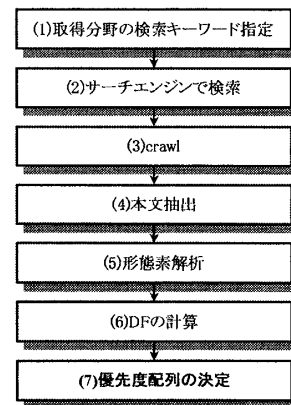 (1)取得分野の検索キーワード指定
(2)サーチエンジンで検索
(3)crawl
(4)本文抽出
(5)形態素解析
(6)DFの計算
(7)優先度配列の決定